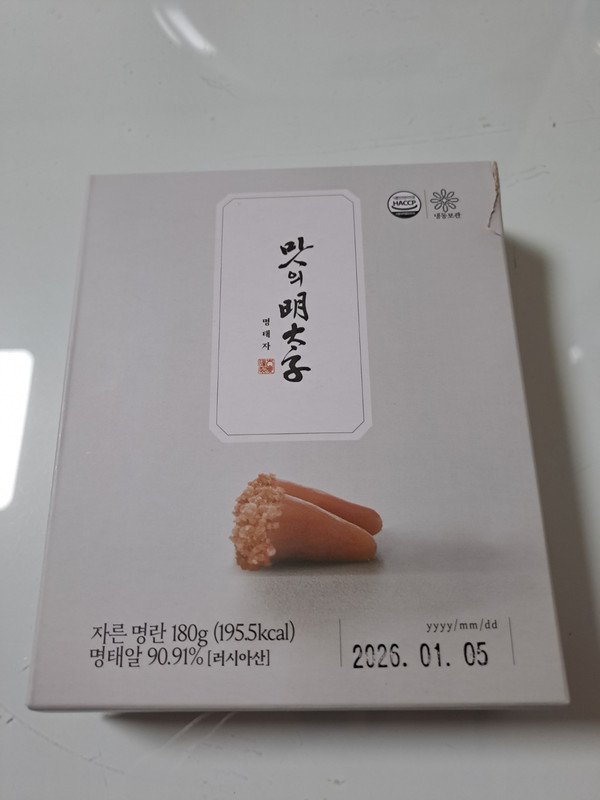 HACCP
냉동보관
맛의 明太子
명태자
자른 명란 180g (195.5kcal)
명태알 90.91% [러시아산]
yyyy/mm/dd
2026. 01. 05